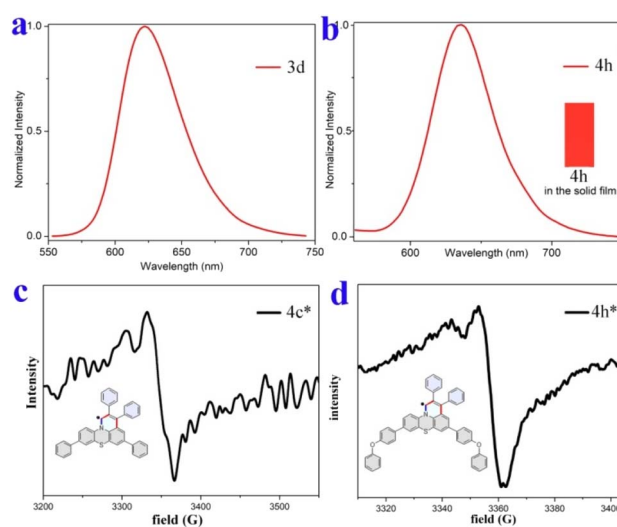 a
1.0
0.5
0.0
Normalized Intensity
3d
550 600 650 700 750
Wavelength (nm)
b
1.0
0.5
0.0
Normalized Intensity
4h
4h
in the solid film
600 700
Wavelength (nm)
c
Intensity
4c*
N
S
3200 3300 3400 3500
field (G)
d
intensity
4h*
N
S
O O
3320 3340 3360 3380 3400
field (G)